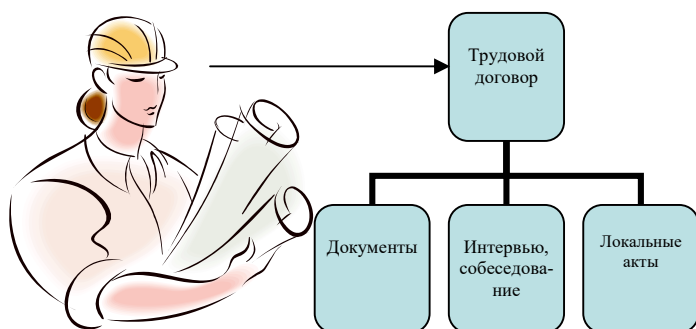 Трудовой
договор
Документы
Интервью,
собеседова-
ние
Локальные
акты